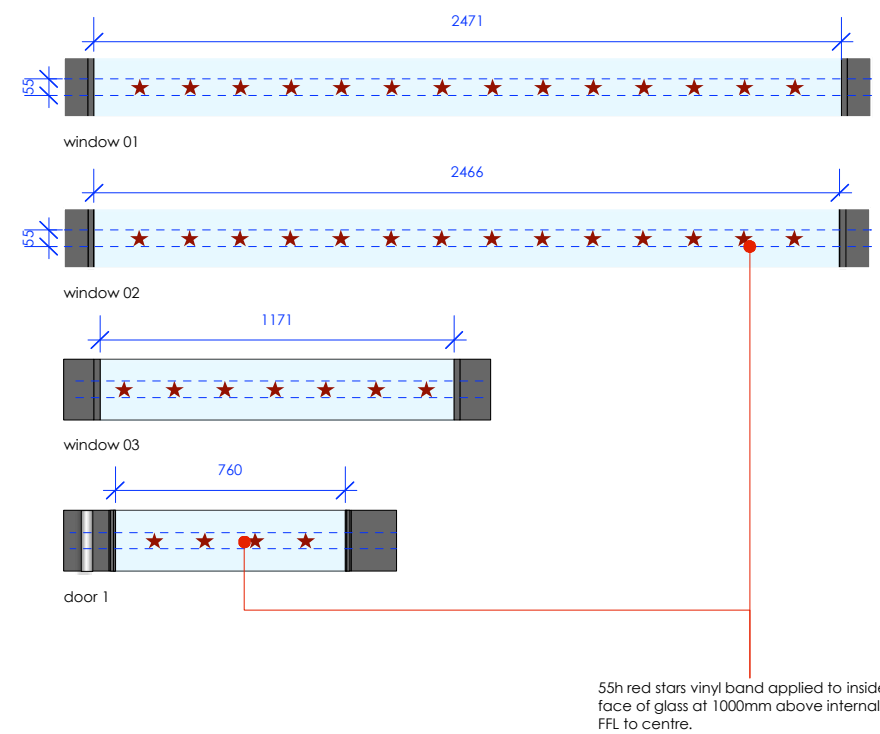 2471
55
window 01
2466
55
window 02
1171
window 03
760
door 1
55h red stars vinyl band applied to inside
face of glass at 1000mm above internal
FFL to centre.